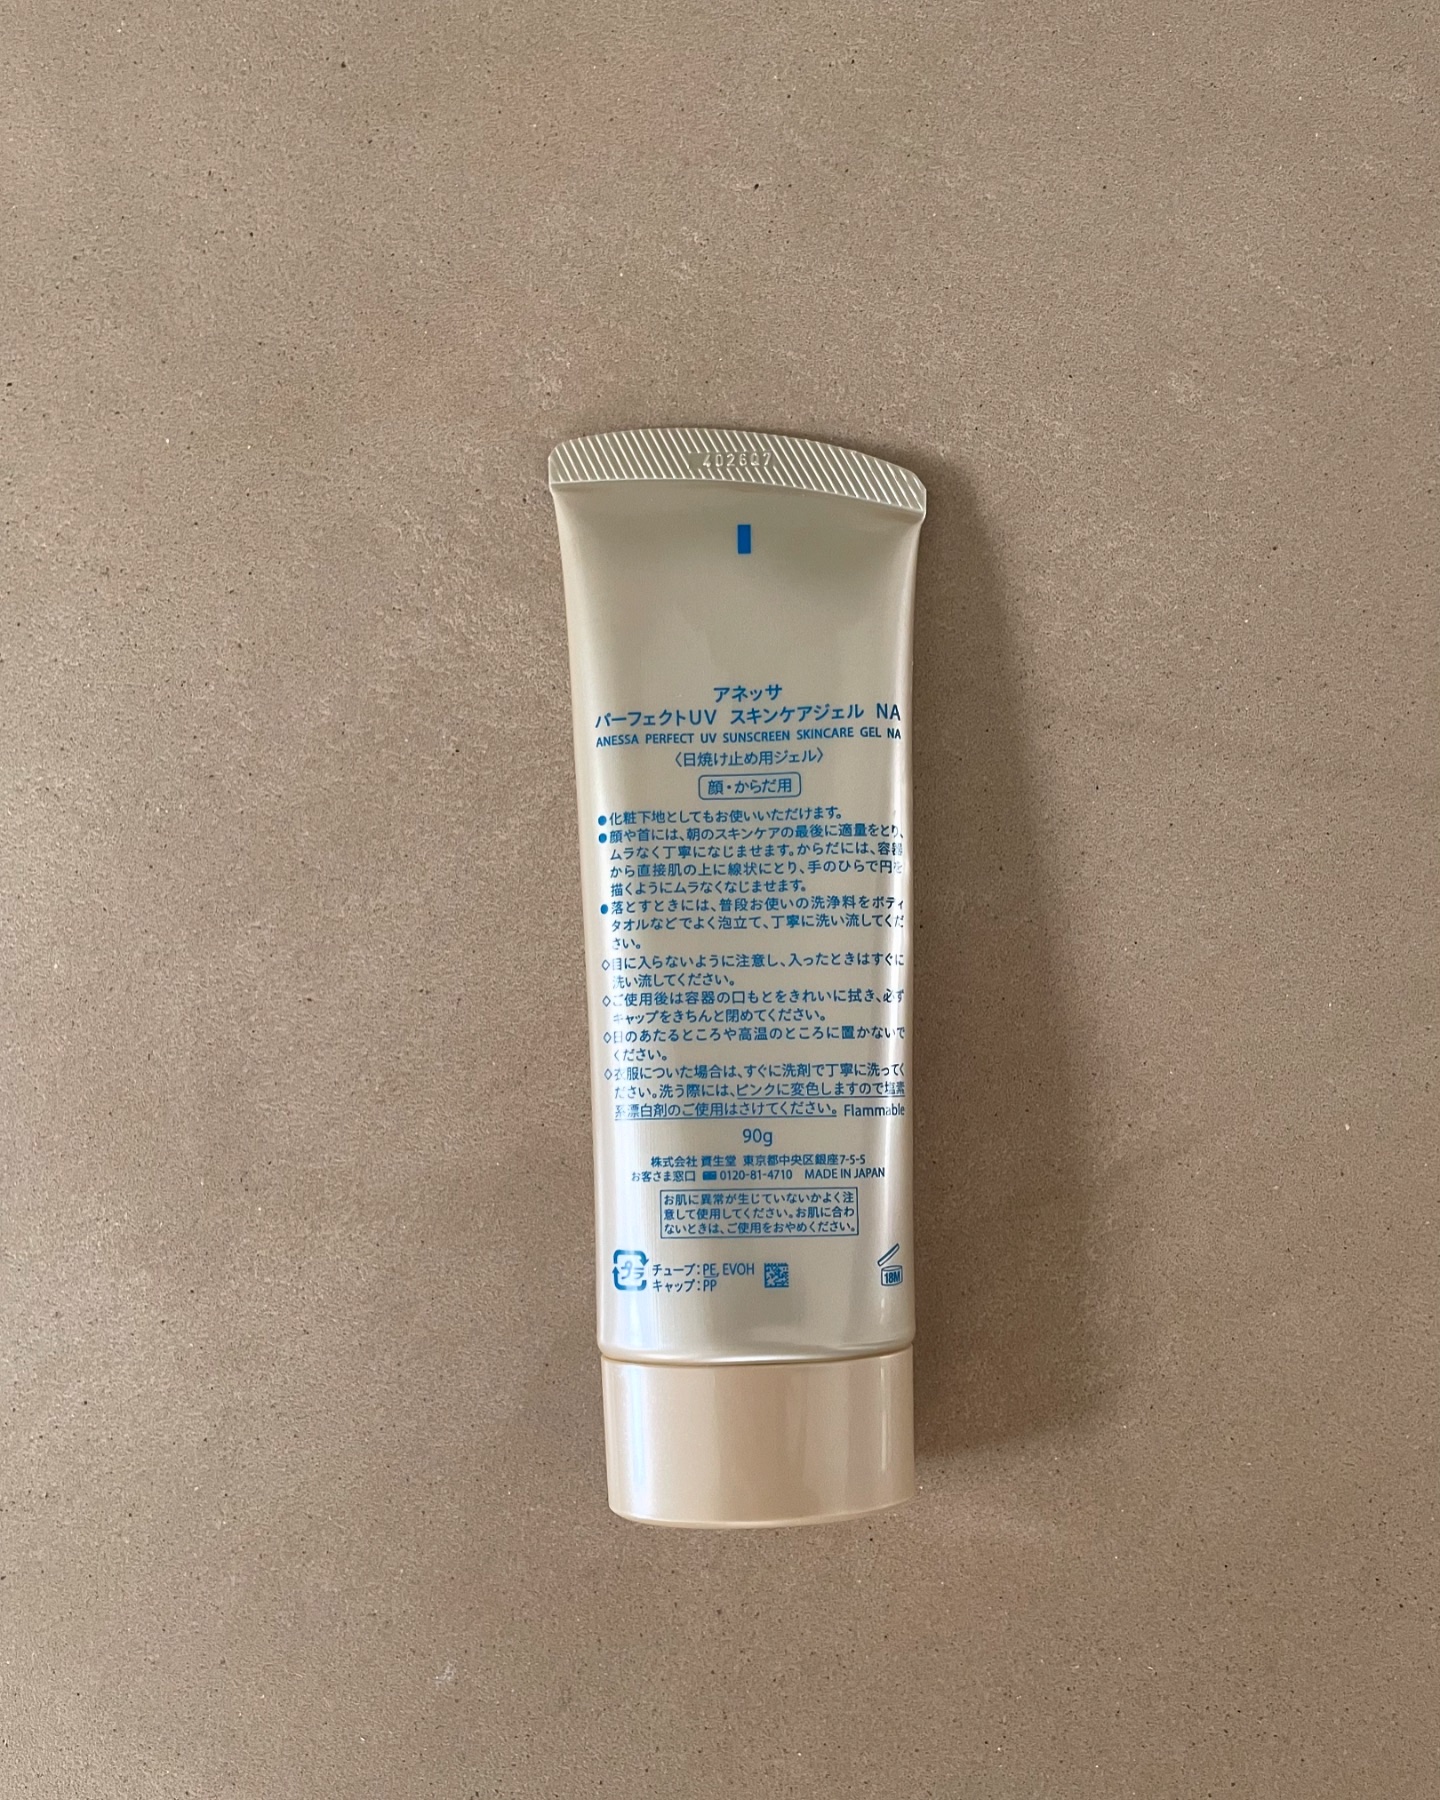 アネッサ
パーフェクトUV スキンケアジェル NA
ANESSA PERFECT UV SUNSCREEN SKINCARE GEL NA
〈日焼け止め用ジェル〉
顔・からだ用
●化粧下地としてもお使いいただけます。
●顔や首には、朝のスキンケアの最後に適量をとり、
ムラなく丁寧になじませます。からだには、容器
から直接肌の上に線状にとり、手のひらで円を
描くようにムラなくなじませます。
●落とすときには、普段お使いの洗浄料をボディ
タオルなどでよく泡立て、丁寧に洗い流してくだ
さい。
◇目に入らないように注意し、入ったときはすぐに
洗い流してください。
◇ご使用後は容器の口もとをきれいに拭き、必ず
キャップをきちんと閉めてください。
◇日のあたるところや高温のところに置かないで
ください。
◇衣服についた場合は、すぐに洗剤で丁寧に洗ってく
ださい。洗う際には、ピンクに変色しますので塩素
系漂白剤のご使用はさけてください。 Flammable
90g
株式会社 資生堂 東京都中央区銀座7-5-5
お客さま窓口 0120-81-4710 MADE IN JAPAN
お肌に異常が生じていないかよく注
意して使用してください。お肌に合わ
ないときは、ご使用をおやめください。
プラ
チューブ：PE, EVOH
キャップ：PP
18M